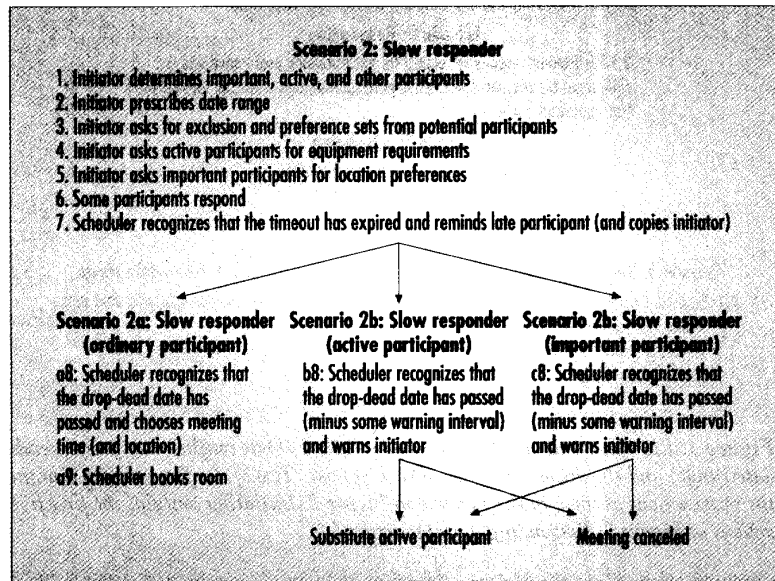 Scenario 2: Slow responder
1. Initiator determines important, active, and other participants
2. Initiator prescribes date range
3. Initiator asks for exclusion and preference sets from potential participants
4. Initiator asks active participants for equipment requirements
5. Initiator asks important participants for location preferences
6. Some participants respond
7. Scheduler recognizes that the timeout has expired and reminds late participant (and copies initiator)
Scenario 2a: Slow responder
(ordinary participant)
a8: Scheduler recognizes that
the drop-dead date has
passed and chooses meeting
time (and location)
a9: Scheduler books room
Scenario 2b: Slow responder
(active participant)
b8: Scheduler recognizes that
the drop-dead date has passed
(minus some warning interval)
and warns initiator
Scenario 2b: Slow responder
(important participant)
c8: Scheduler recognizes that
the drop-dead date has passed
(minus some warning interval)
and warns initiator
Substitute active participant
Meeting canceled